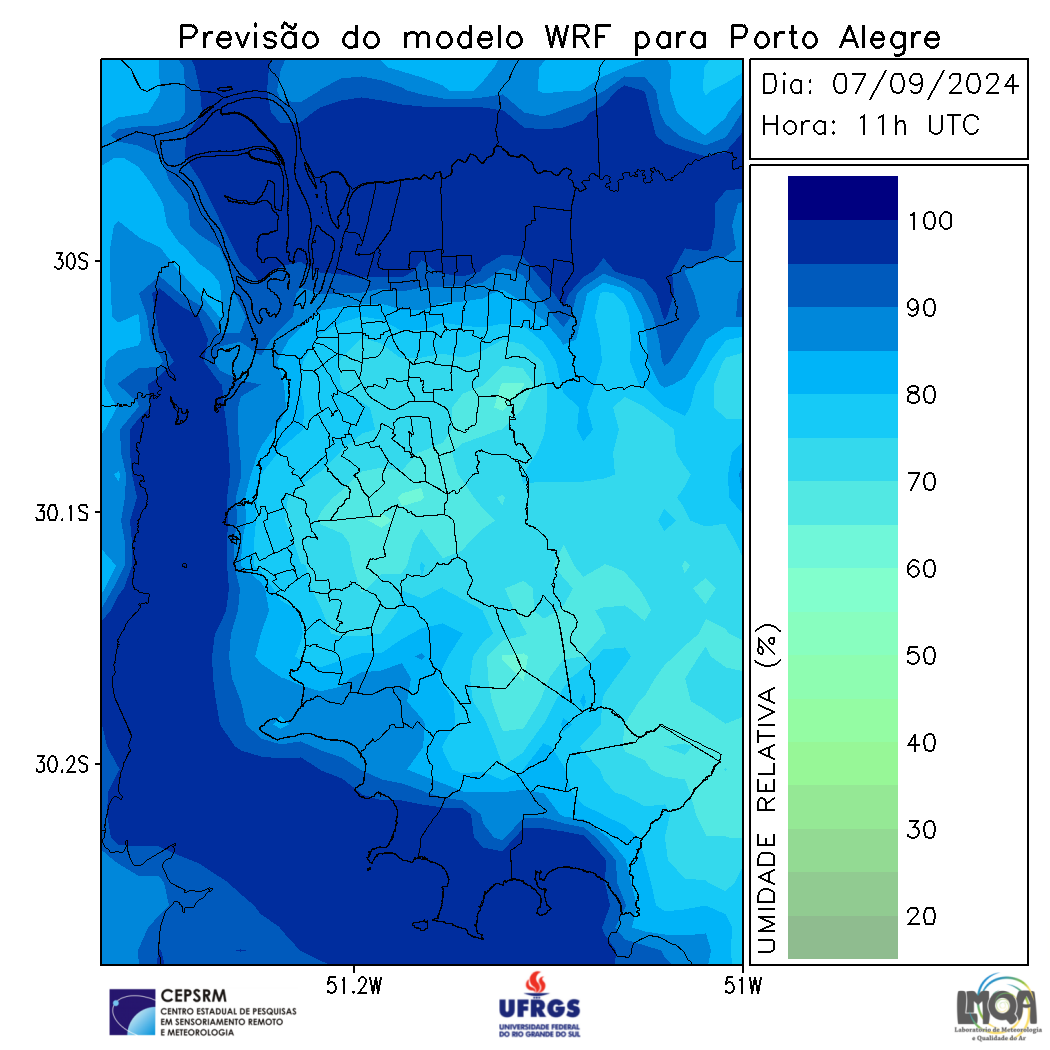 Previsão do modelo WRF para Porto Alegre
Dia: 07/09/2024
Hora: 11h UTC
30S
30.1S
30.2S
51.2W
51W
UMIDADE RELATIVA (%)
100
90
80
70
60
50
40
30
20
CEPSRM
CENTRO ESTADUAL DE PESQUISAS
EM SENSORIAMENTO REMOTO
E METEOROLOGIA
UFRGS
UNIVERSIDADE FEDERAL
DO RIO GRANDE DO SUL
LMQA
Laboratório de Meteorologia
e Qualidade do Ar